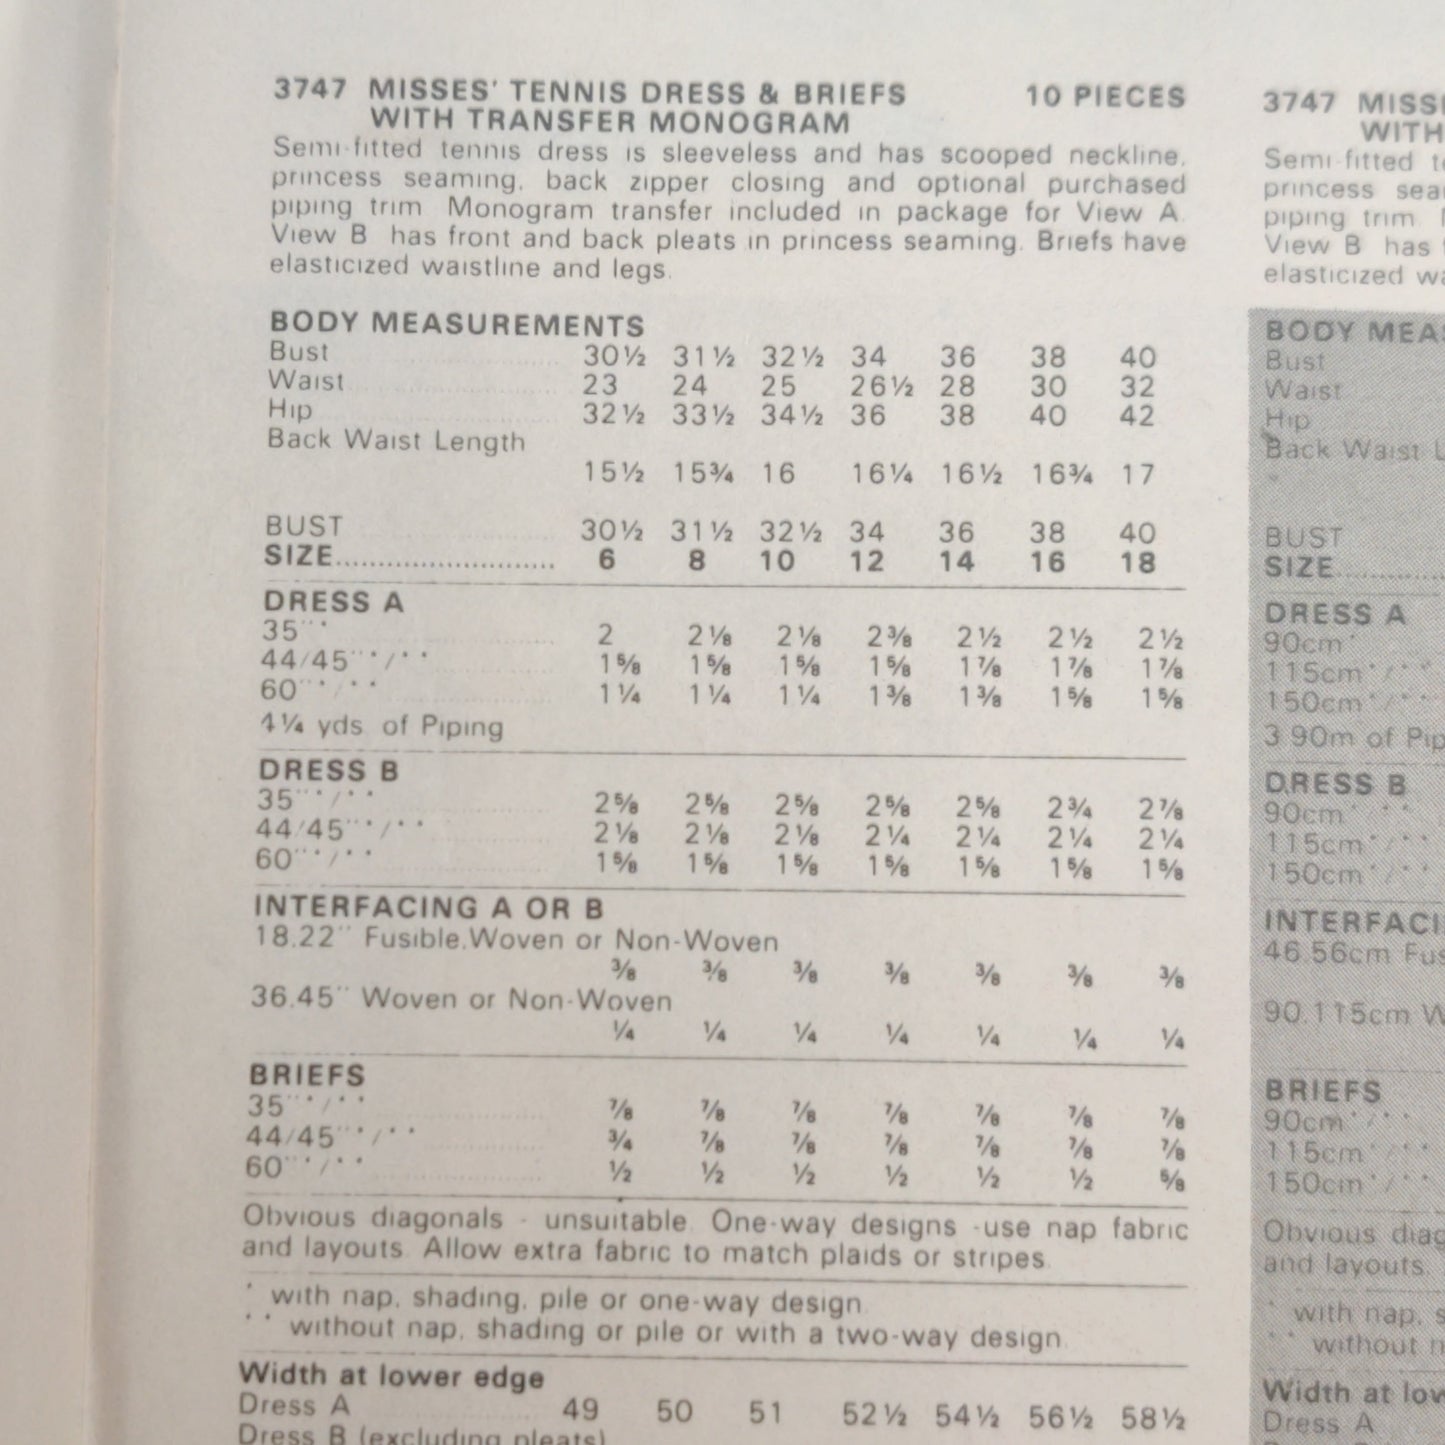 3747 MISSES' TENNIS DRESS & BRIEFS 10 PIECES
WITH TRANSFER MONOGRAM
Semi-fitted tennis dress is sleeveless and has scooped neckline,
princess seaming, back zipper closing and optional purchased
piping trim. Monogram transfer included in package for View A.
View B has front and back pleats in princess seaming. Briefs have
elasticized waistline and legs.
BODY MEASUREMENTS
Bust 30½ 31½ 32½ 34 36 38 40
Waist 23 24 25 26½ 28 30 32
Hip 32½ 33½ 34½ 36 38 40 42
Back Waist Length
15½ 15¾ 16 16¼ 16½ 16¾ 17
BUST 30½ 31½ 32½ 34 36 38 40
SIZE.......................... 6 8 10 12 14 16 18
DRESS A
35"* 2 2⅛ 2⅛ 2⅜ 2½ 2½ 2½
44/45"*/** 1⅝ 1⅝ 1⅝ 1⅝ 1⅞ 1⅞ 1⅞
60"*/** 1¼ 1¼ 1¼ 1⅜ 1⅜ 1⅝ 1⅝
4¼ yds. of Piping
DRESS B
35"*/** 2⅝ 2⅝ 2⅝ 2⅝ 2⅝ 2¾ 2⅞
44/45"*/** 2⅛ 2⅛ 2⅛ 2¼ 2¼ 2¼ 2¼
60"*/** 1⅝ 1⅝ 1⅝ 1⅝ 1⅝ 1⅝ 1⅝
INTERFACING A OR B
18,22" Fusible,Woven or Non-Woven
⅜ ⅜ ⅜ ⅜ ⅜ ⅜ ⅜
36,45" Woven or Non-Woven
¼ ¼ ¼ ¼ ¼ ¼ ¼
BRIEFS
35"*/** ⅞ ⅞ ⅞ ⅞ ⅞ ⅞ ⅞
44/45"*/** ¾ ⅞ ⅞ ⅞ ⅞ ⅞ ⅞
60"*/** ½ ½ ½ ½ ½ ½ ⅝
Obvious diagonals - unsuitable. One-way designs -use nap fabric
and layouts. Allow extra fabric to match plaids or stripes.
* with nap, shading, pile or one-way design.
** without nap, shading or pile or with a two-way design.
Width at lower edge
Dress A 49 50 51 52½ 54½ 56½ 58½
Dress B (excluding pleats)
3747 MISS
WITH
Semi-fitted
princess
piping trim.
View B has
elasticized
BODY MEA
Bust
Waist
Hip
Back Waist L
BUST
SIZE..............
DRESS A
90cm*
115cm*/**
150cm*/**
3.90m of Pip
DRESS B
90cm*/**
115cm*/**
150cm*/**
INTERFACI
46,56cm Fus
90,115cm W
BRIEFS
90cm*/**
115cm*/**
150cm*/**
Obvious diag
and layouts.
* with nap, s
** without n
Width at low
Dress A